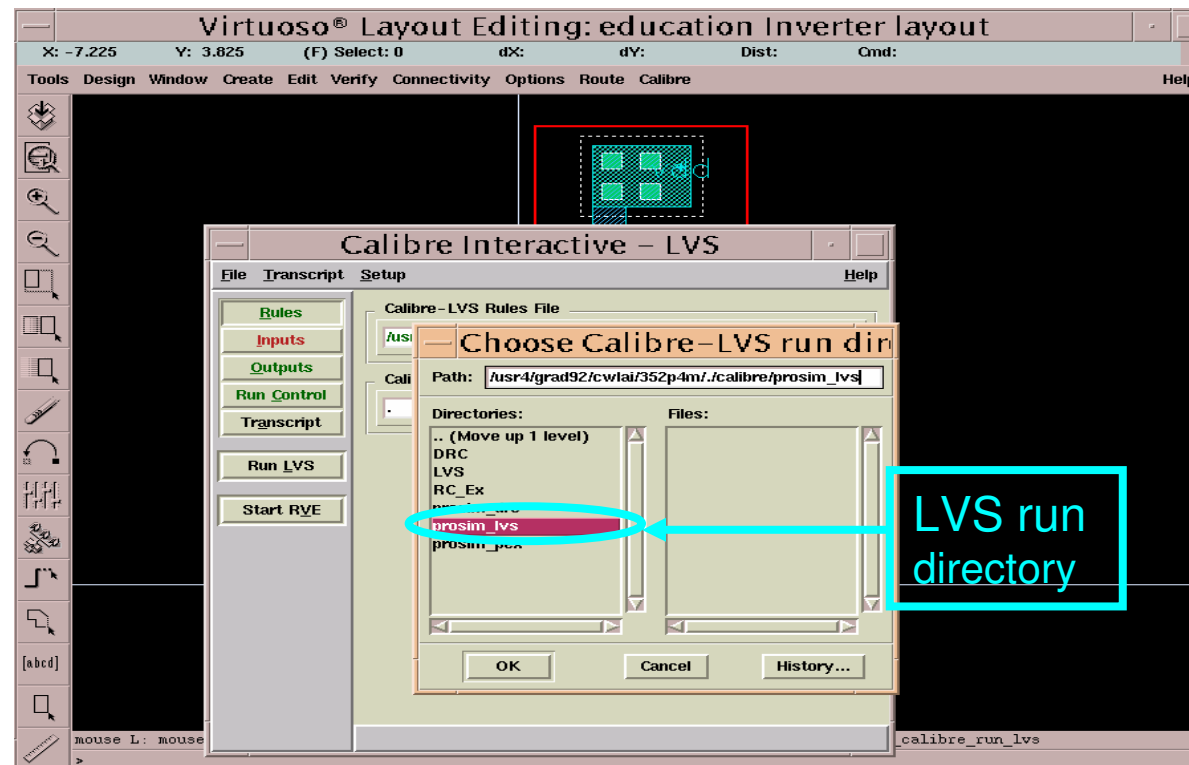 Virtuoso® Layout Editing: education Inverter layout
X: -7.225 Y: 3.825 (F) Select: 0 dX: dY: Dist: Cmd:
Tools Design Window Create Edit Verify Connectivity Options Route Calibre Help
vdd
Calibre Interactive – LVS
File Transcript Setup Help
Rules
Inputs
Outputs
Run Control
Transcript
Run LVS
Start RVE
Calibre-LVS Rules File
/usr
Cali
.
Choose Calibre-LVS run dir
Path: /usr4/grad92/cwlai/352p4m/./calibre/prosim_lvs
Directories: Files:
.. (Move up 1 level)
DRC
LVS
RC_Ex
prosim_drc
prosim_lvs
prosim_pex
OK Cancel History...
LVS run
directory
[abcd]
mouse L: mouse _calibre_run_lvs
>